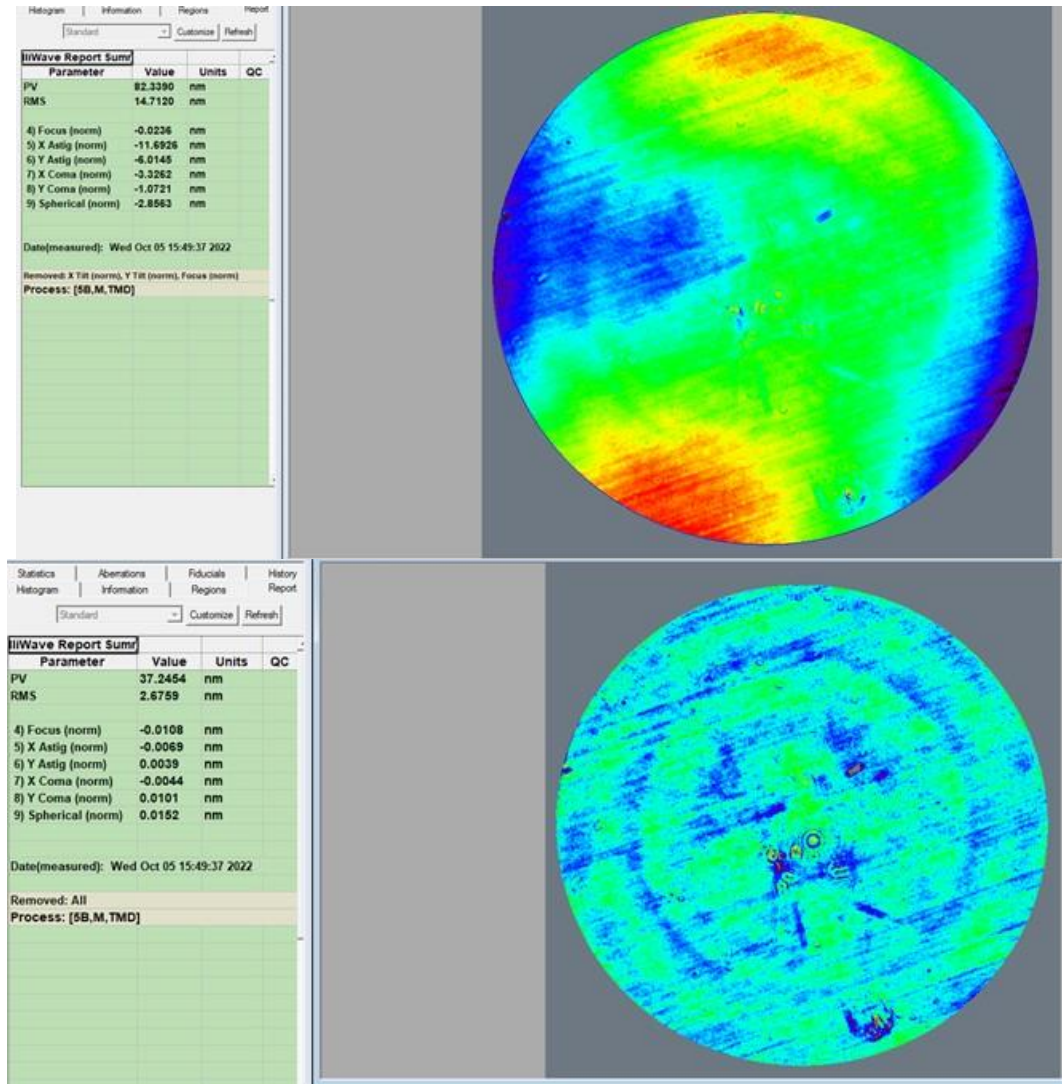 Histogram Information Regions Report
Standard Customize Refresh
lliWave Report Sumr
Parameter Value Units QC
PV 82.3390 nm
RMS 14.7120 nm
4) Focus (norm) -0.0236 nm
5) X Astig (norm) -11.6926 nm
6) Y Astig (norm) -6.0145 nm
7) X Coma (norm) -3.3262 nm
8) Y Coma (norm) -1.0721 nm
9) Spherical (norm) -2.8563 nm
Date(measured): Wed Oct 05 15:49:37 2022
Removed: X Tilt (norm), Y Tilt (norm), Focus (norm)
Process: [5B,M,TMD]
Statistics Aberrations Fiducials History
Histogram Information Regions Report
Standard Customize Refresh
lliWave Report Sumr
Parameter Value Units QC
PV 37.2454 nm
RMS 2.6759 nm
4) Focus (norm) -0.0108 nm
5) X Astig (norm) -0.0069 nm
6) Y Astig (norm) 0.0039 nm
7) X Coma (norm) -0.0044 nm
8) Y Coma (norm) 0.0101 nm
9) Spherical (norm) 0.0152 nm
Date(measured): Wed Oct 05 15:49:37 2022
Removed: All
Process: [5B,M,TMD]